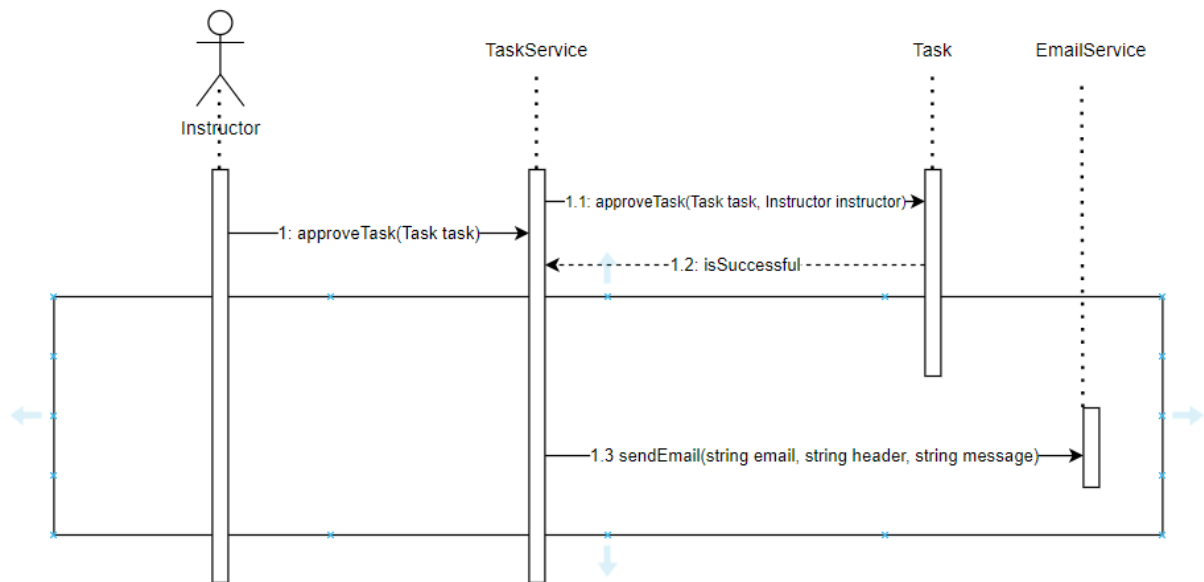 TaskService
Task
EmailService
Instructor
1.1: approveTask(Task task, Instructor instructor)
1: approveTask(Task task)
1.2: isSuccessful
1.3 sendEmail(string email, string header, string message)